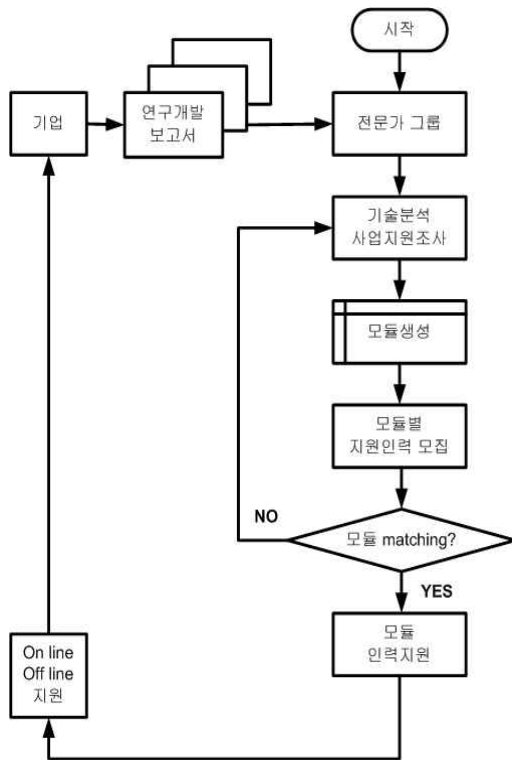 시작
기업
연구개발
보고서
전문가 그룹
기술분석
사업지원조사
모듈생성
모듈별
지원인력 모집
NO
모듈 matching?
YES
모듈
인력지원
On line
Off line
지원